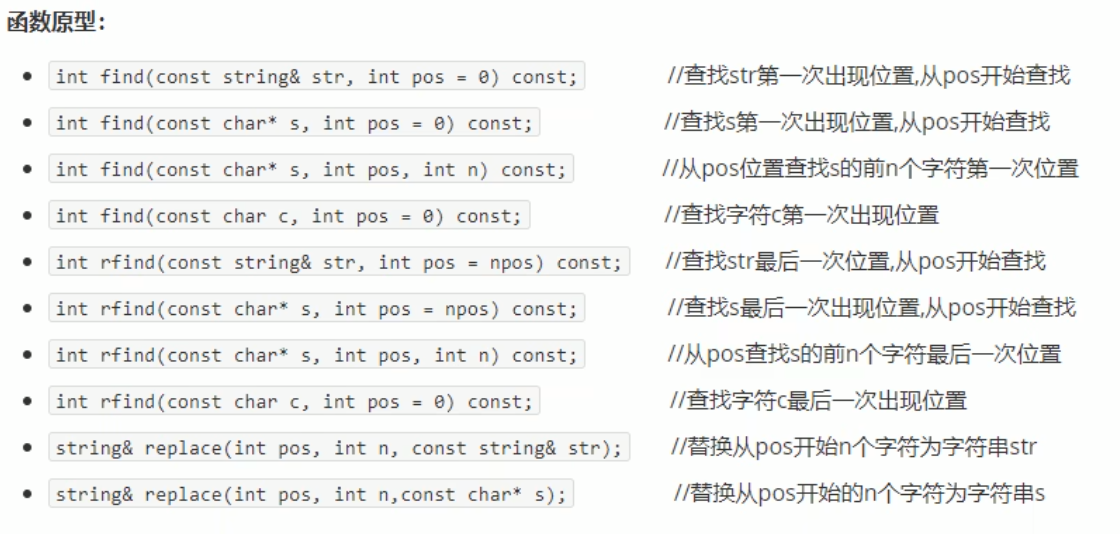 函数原型：
int find(const string& str, int pos = 0) const; //查找str第一次出现位置,从pos开始查找
int find(const char* s, int pos = 0) const; //查找s第一次出现位置,从pos开始查找
int find(const char* s, int pos, int n) const; //从pos位置查找s的前n个字符第一次位置
int find(const char c, int pos = 0) const; //查找字符c第一次出现位置
int rfind(const string& str, int pos = npos) const; //查找str最后一次出现位置,从pos开始查找
int rfind(const char* s, int pos = npos) const; //查找s最后一次出现位置,从pos开始查找
int rfind(const char* s, int pos, int n) const; //从pos查找s的前n个字符最后一次位置
int rfind(const char c, int pos = 0) const; //查找字符c最后一次出现位置
string& replace(int pos, int n, const string& str); //替换从pos开始n个字符为字符串str
string& replace(int pos, int n,const char* s); //替换从pos开始的n个字符为字符串s